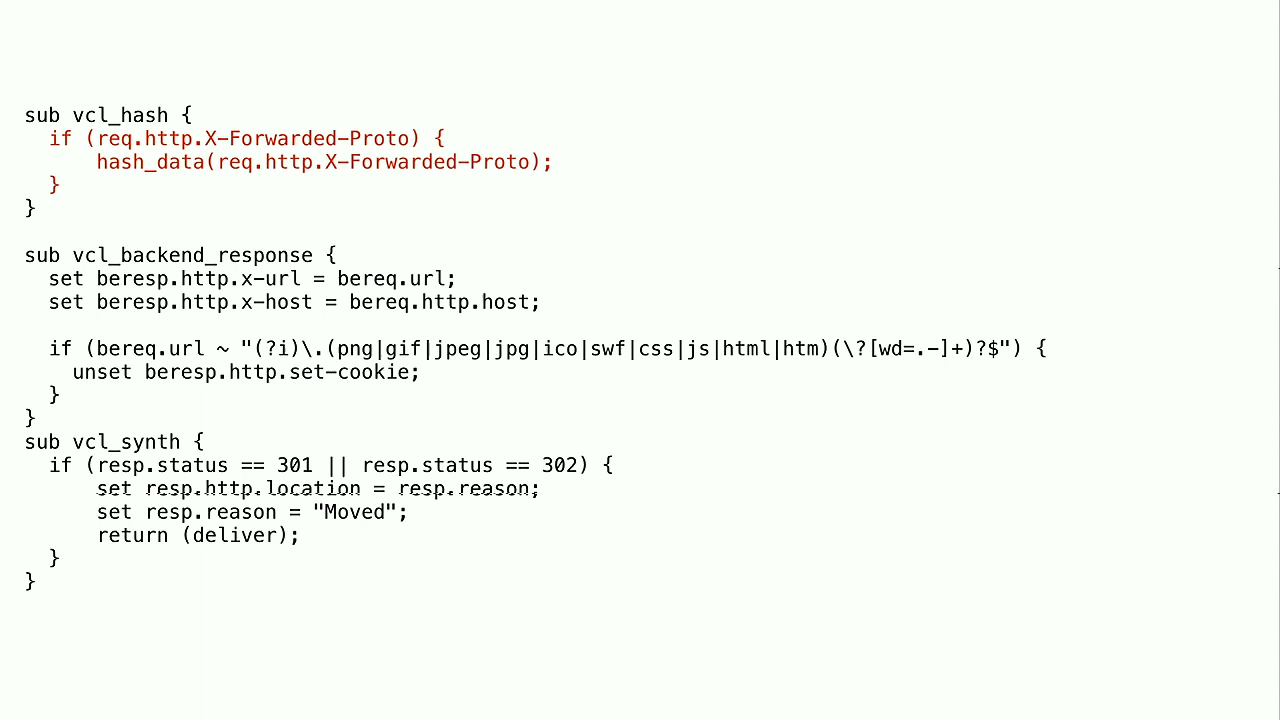 sub vcl_hash {
  if (req.http.X-Forwarded-Proto) {
      hash_data(req.http.X-Forwarded-Proto);
  }
}

sub vcl_backend_response {
  set beresp.http.x-url = bereq.url;
  set beresp.http.x-host = bereq.http.host;

  if (bereq.url ~ "(?i)\.(png|gif|jpeg|jpg|ico|swf|css|js|html|htm)(\?[wd=.-]+)?$") {
    unset beresp.http.set-cookie;
  }
}
sub vcl_synth {
  if (resp.status == 301 || resp.status == 302) {
      set resp.http.location = resp.reason;
      set resp.reason = "Moved";
      return (deliver);
  }
}